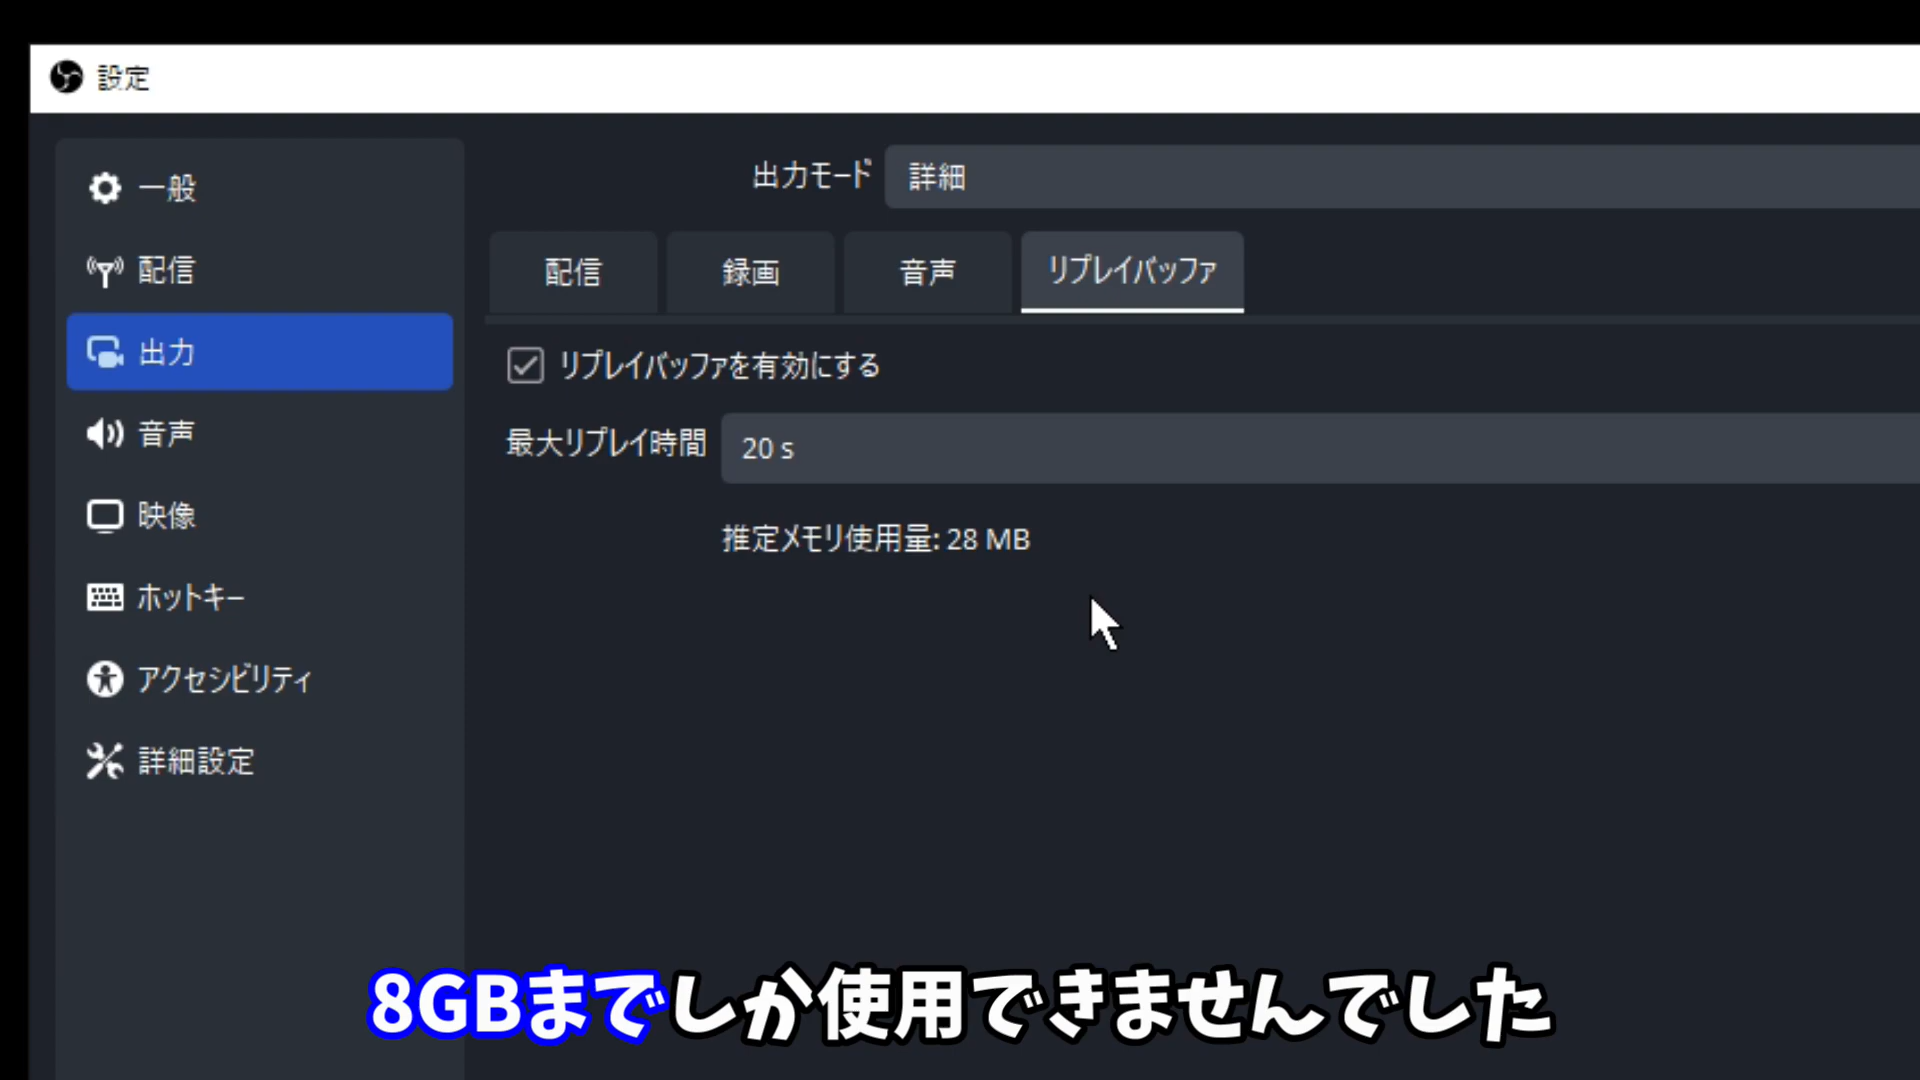 設定
一般
配信
出力
音声
映像
ホットキー
アクセシビリティ
詳細設定
出力モード 詳細
配信 録画 音声 リプレイバッファ
リプレイバッファを有効にする
最大リプレイ時間 20 s
推定メモリ使用量: 28 MB
8GBまでしか使用できませんでした